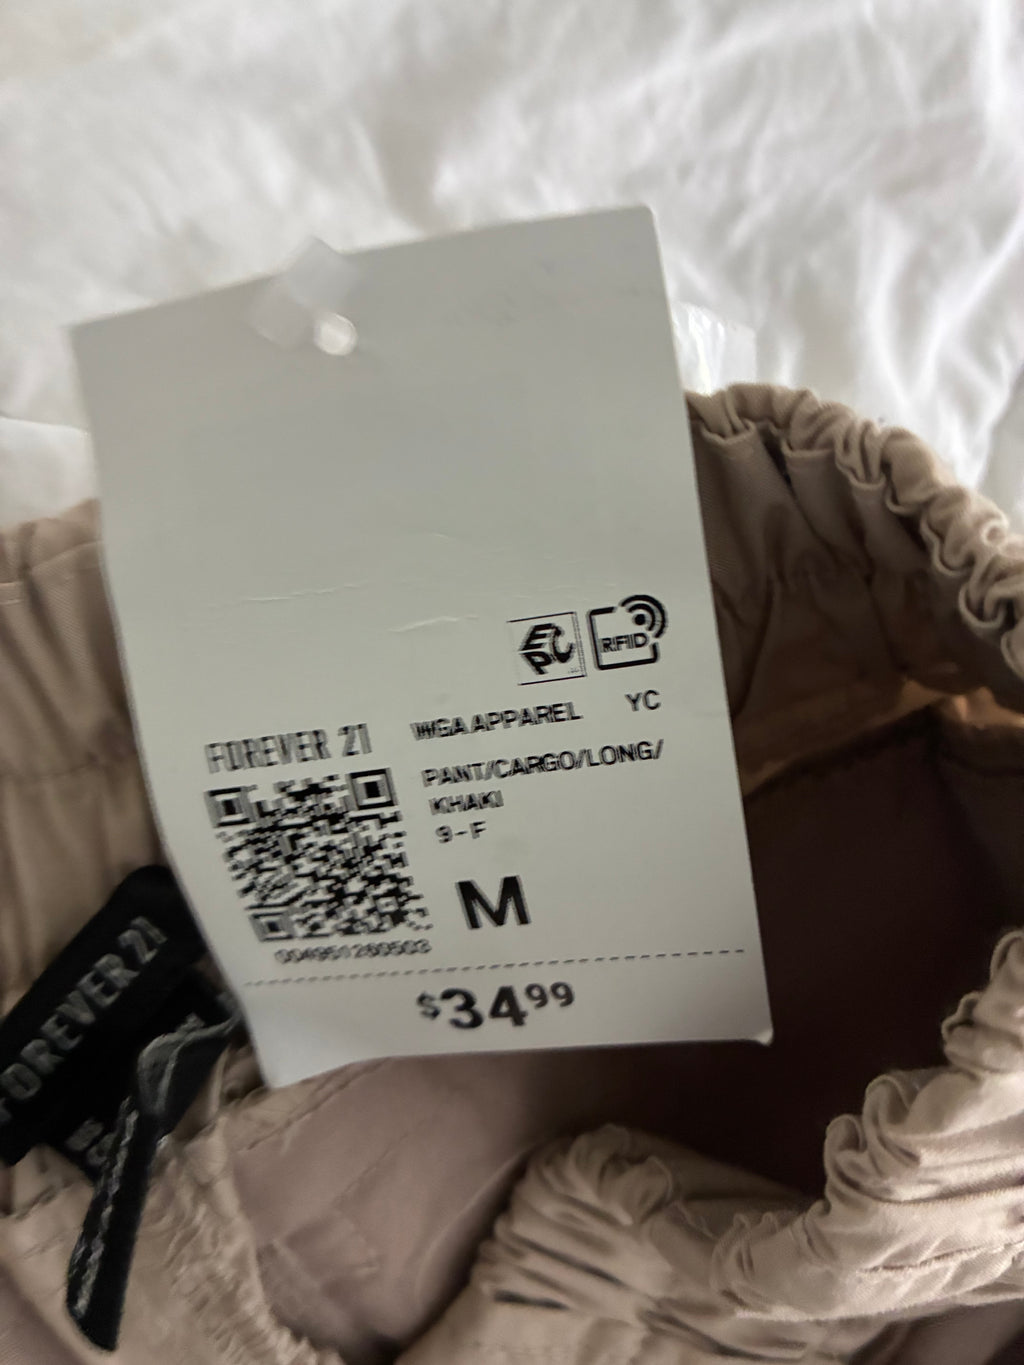 EPC
RFID
FOREVER 21
WGA APPAREL YC
PANT/CARGO/LONG/
KHAKI
9-F
M
$34.99
FOREVER 21